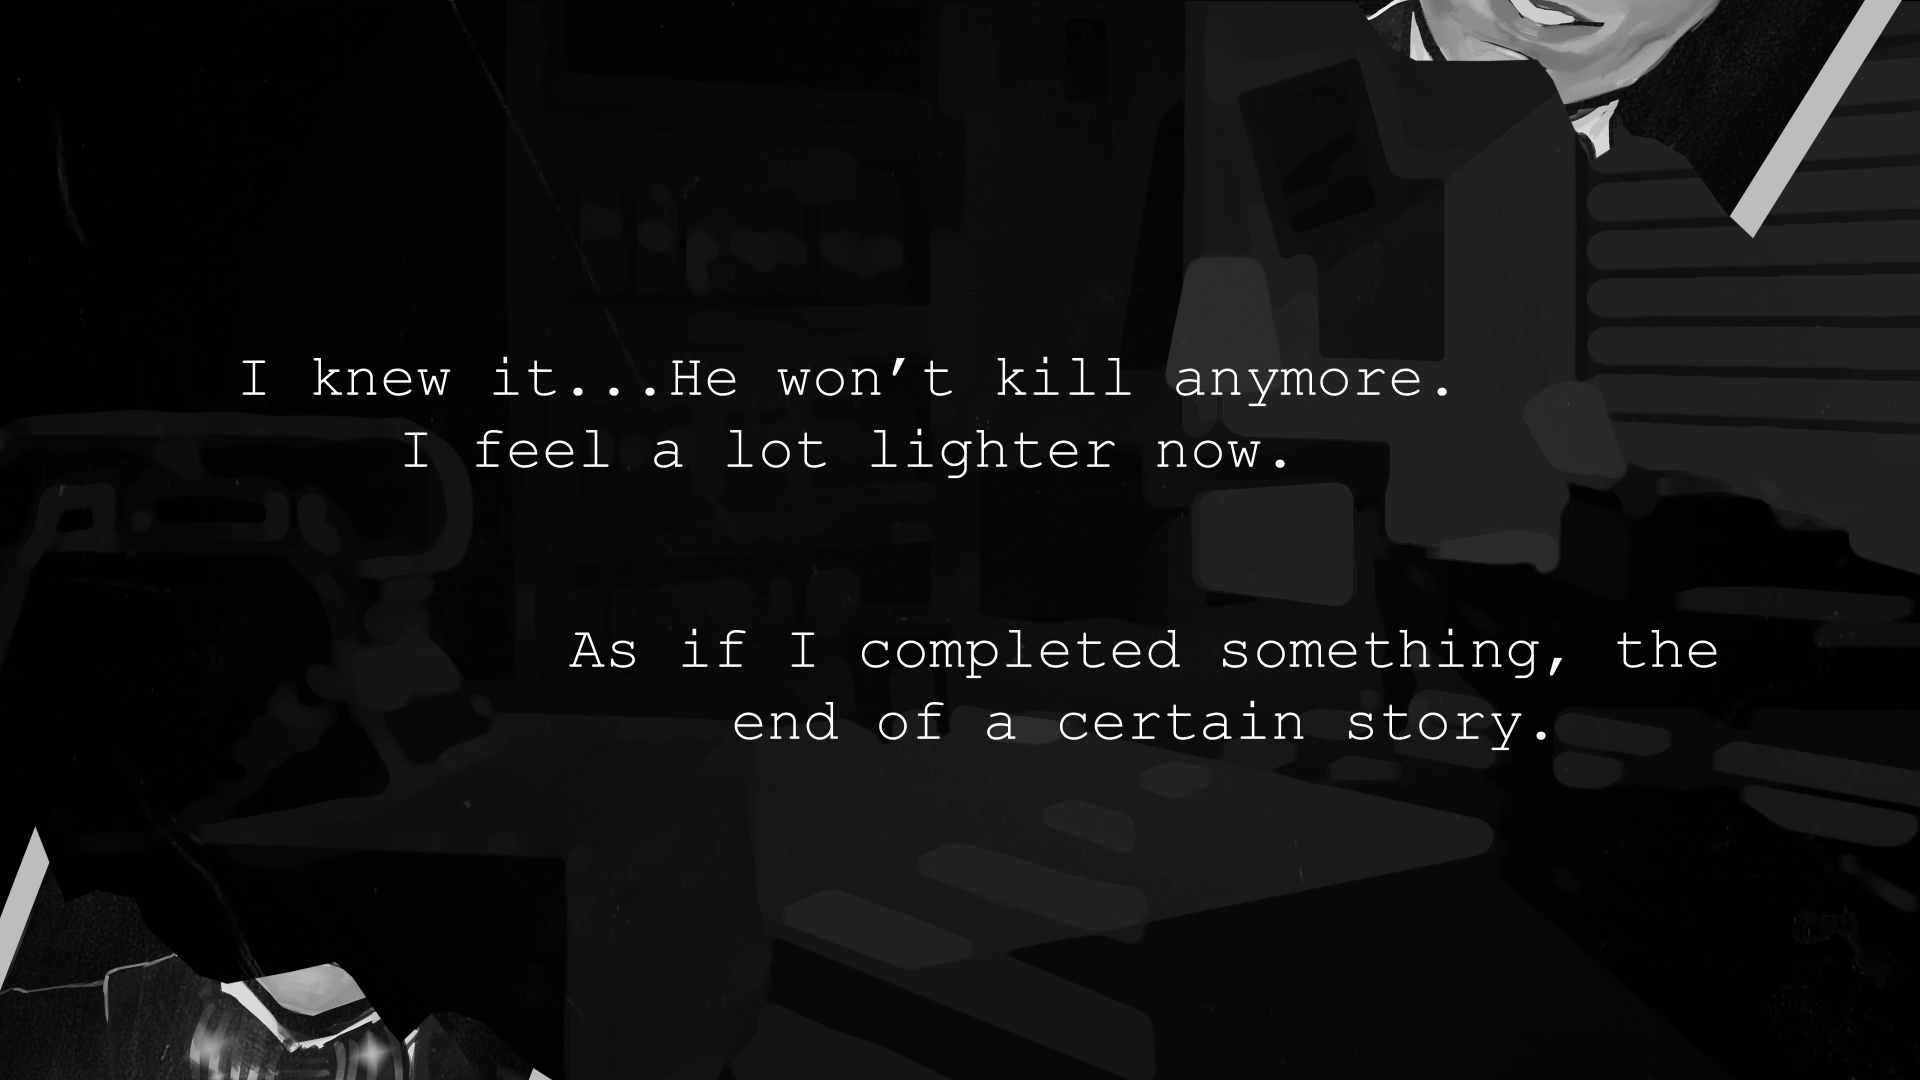 I knew it...He won’t kill anymore.
I feel a lot lighter now.
As if I completed something, the
end of a certain story.